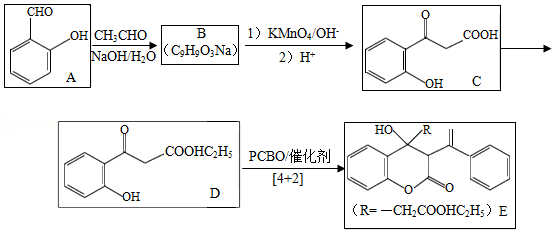 CHO
OH
A
CH₃CHO
NaOH/H₂O
B
(C₉H₉O₃Na)
1) KMnO₄/OH⁻
2) H⁺
O
COOH
OH
C
O
COOHC₂H₅
OH
D
PCBO/催化剂
[4+2]
HO
R
O
O
(R=—CH₂COOHC₂H₅)
E